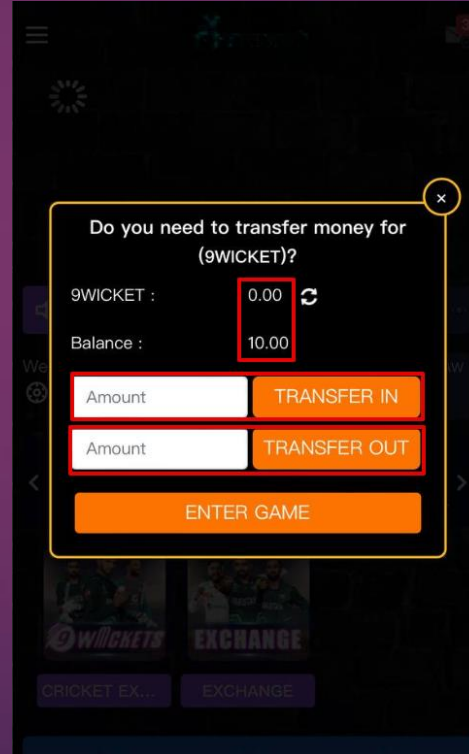 Do you need to transfer money for
(9WICKET)?
9WICKET : 0.00
Balance : 10.00
Amount TRANSFER IN
Amount TRANSFER OUT
ENTER GAME
We
9WICKETS EXCHANGE
CRICKET EX... EXCHANGE